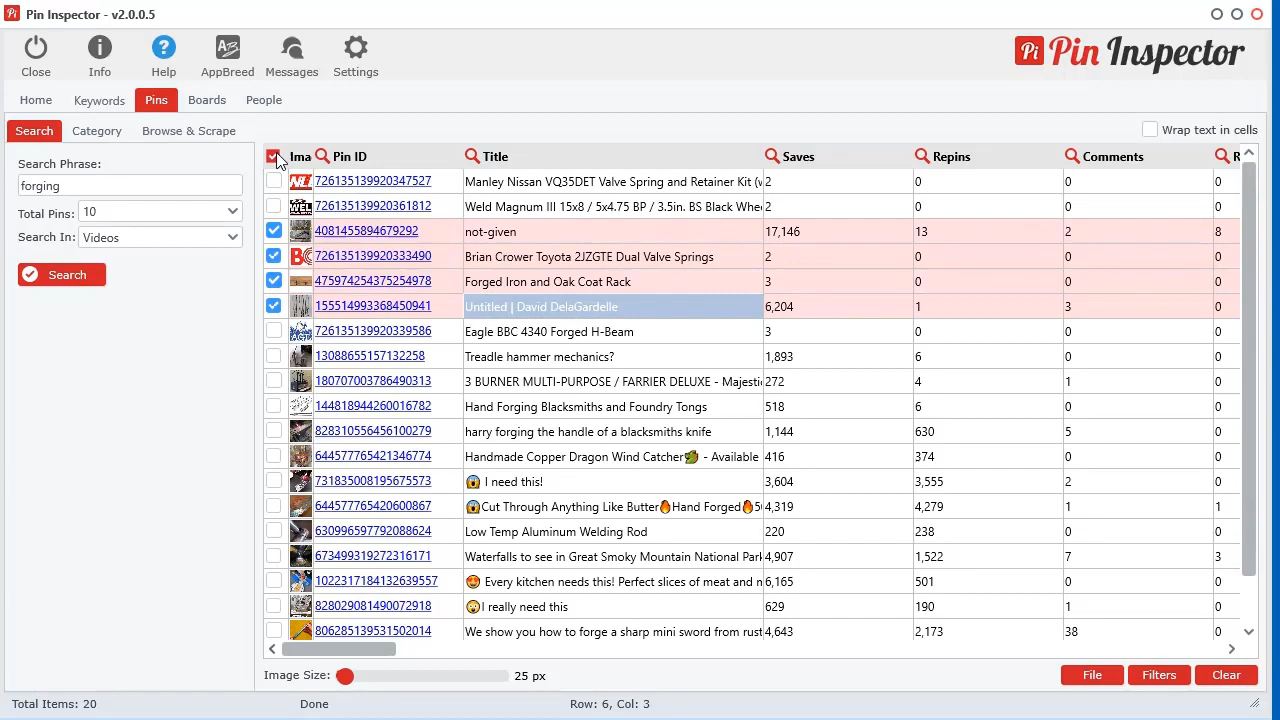 Pin Inspector - v2.0.0.5
Close
Info
Help
AppBreed
Messages
Settings
Pi Pin Inspector
Home
Keywords
Pins
Boards
People
Search
Category
Browse & Scrape
Wrap text in cells
Search Phrase:
forging
Total Pins: 10
Search In: Videos
Search
Ima Pin ID Title Saves Repins Comments R
726135139920347527 Manley Nissan VQ35DET Valve Spring and Retainer Kit (w 2 0 0 0
726135139920361812 Weld Magnum III 15x8 / 5x4.75 BP / 3.5in. BS Black Whee 2 0 0 0
4081455894679292 not-given 17,146 13 2 8
726135139920333490 Brian Crower Toyota 2JZGTE Dual Valve Springs 2 0 0 0
475974254375254978 Forged Iron and Oak Coat Rack 3 0 0 0
155514993368450941 Untitled | David DelaGardelle 6,204 1 3 0
726135139920339586 Eagle BBC 4340 Forged H-Beam 3 0 0 0
13088655157132258 Treadle hammer mechanics? 1,893 6 0 0
180707003786490313 3 BURNER MULTI-PURPOSE / FARRIER DELUXE - Majesti 272 4 1 0
144818944260016782 Hand Forging Blacksmiths and Foundry Tongs 518 6 0 0
828310556456100279 harry forging the handle of a blacksmiths knife 1,144 630 5 0
644577765421346774 Handmade Copper Dragon Wind Catcher🐲 - Available 416 374 0 0
731835008195675573 😱 I need this! 3,604 3,555 2 0
644577765420600867 😱Cut Through Anything Like Butter🔥Hand Forged🔥5 4,319 4,279 1 1
630996597792088624 Low Temp Aluminum Welding Rod 220 238 0 0
673499319272316171 Waterfalls to see in Great Smoky Mountain National Park 4,907 1,522 7 3
1022317184132639557 😍 Every kitchen needs this! Perfect slices of meat and n 6,165 501 0 0
828029081490072918 😳I really need this 629 190 1 0
806285139531502014 We show you how to forge a sharp mini sword from rust 4,643 2,173 38 0
Image Size: 25 px
File
Filters
Clear
Total Items: 20
Done
Row: 6, Col: 3